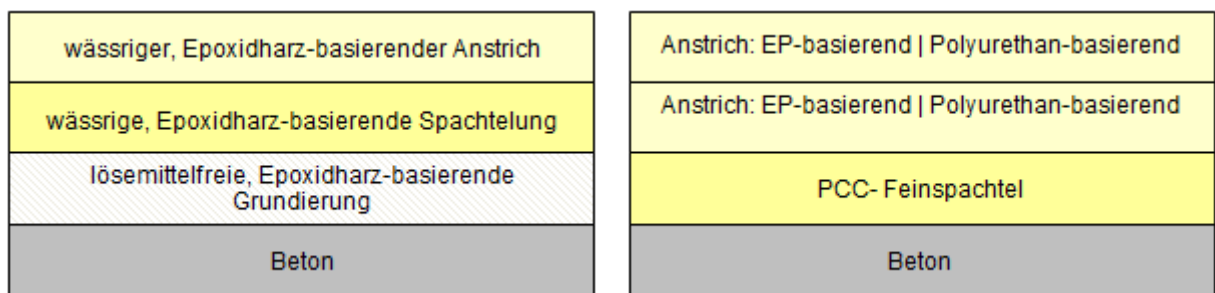 wässriger, Epoxidharz-basierender Anstrich
wässrige, Epoxidharz-basierende Spachtelung
lösemittelfreie, Epoxidharz-basierende
Grundierung
Beton
Anstrich: EP-basierend | Polyurethan-basierend
Anstrich: EP-basierend | Polyurethan-basierend
PCC- Feinspachtel
Beton